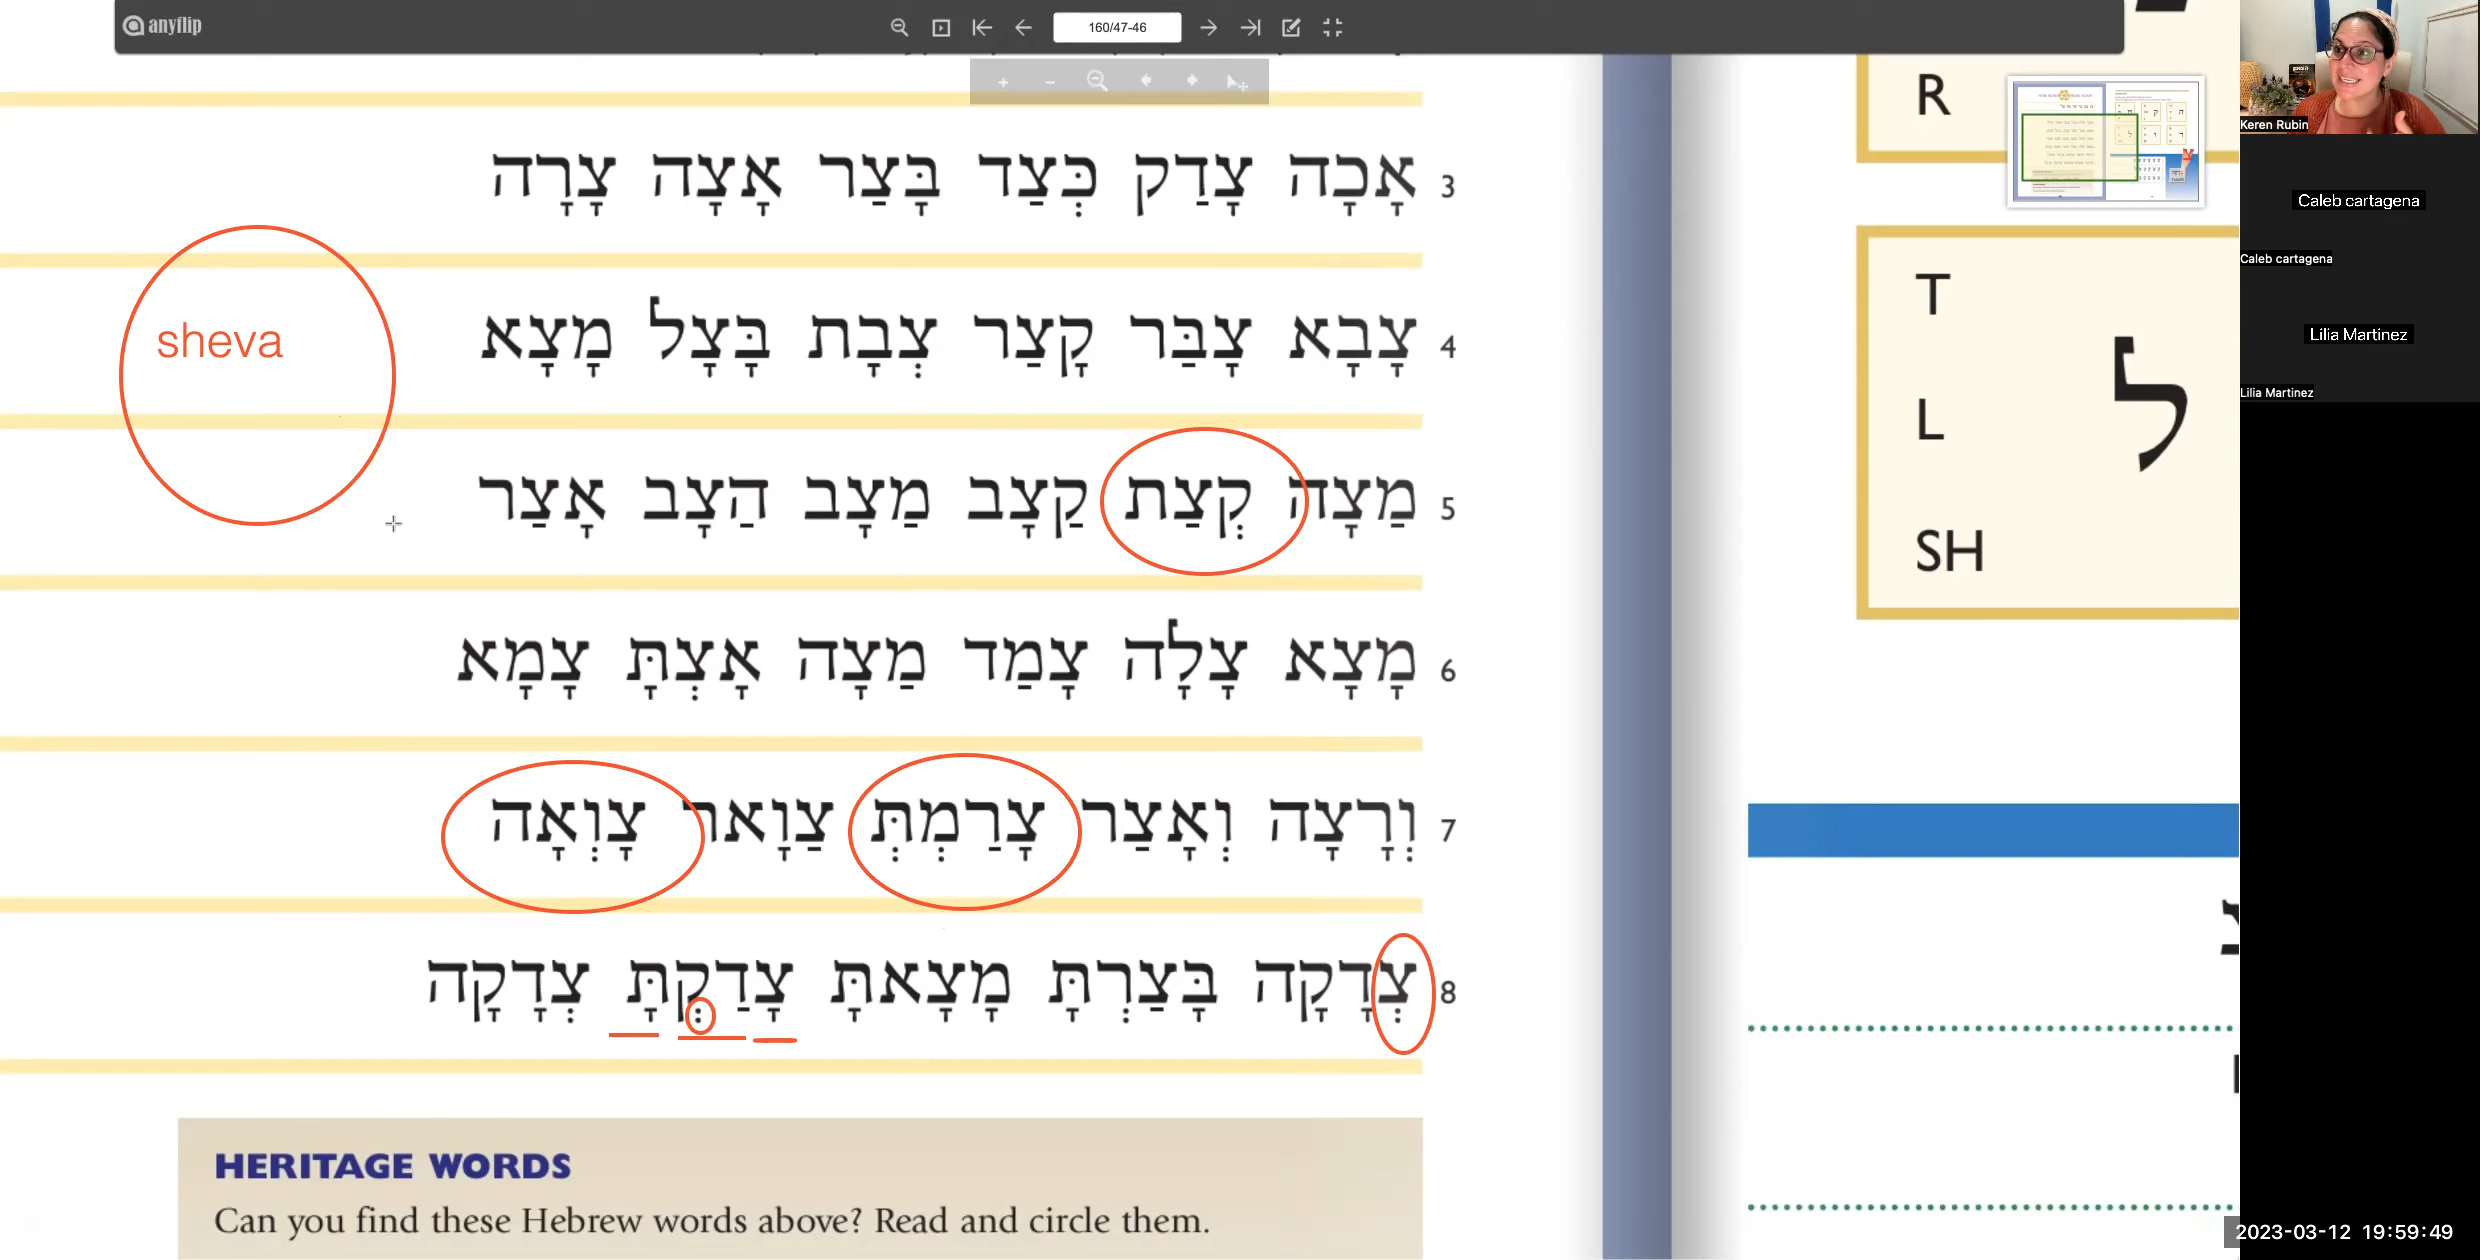 anyflip
160/47-46
3 אָכָה צָדַק כְּצַד בָּצַר אָצָה צָרָה
4 צָבָא צָבַּר קָצַר צְבָת בָּצָל מָצָא
5 מַצָה קְצַת קַצָב מַצָב הַצָב אָצַר
6 מָצָא צָלָה צָמַד מַצָה אָצְתָּ צָמָא
7 וְרָצָה וְאָצַר צָרַמְתְּ צַוָאר צָוְאָה
8 צְדָקָה בָּצַרְתָּ מָצָאתָּ צָדַקְתָּ צְדָקָה
sheva
HERITAGE WORDS
Can you find these Hebrew words above? Read and circle them.
R
T
L
SH
ל
Keren Rubin
Caleb cartagena
Caleb cartagena
Lilia Martinez
Lilia Martinez
2023-03-12 19:59:49